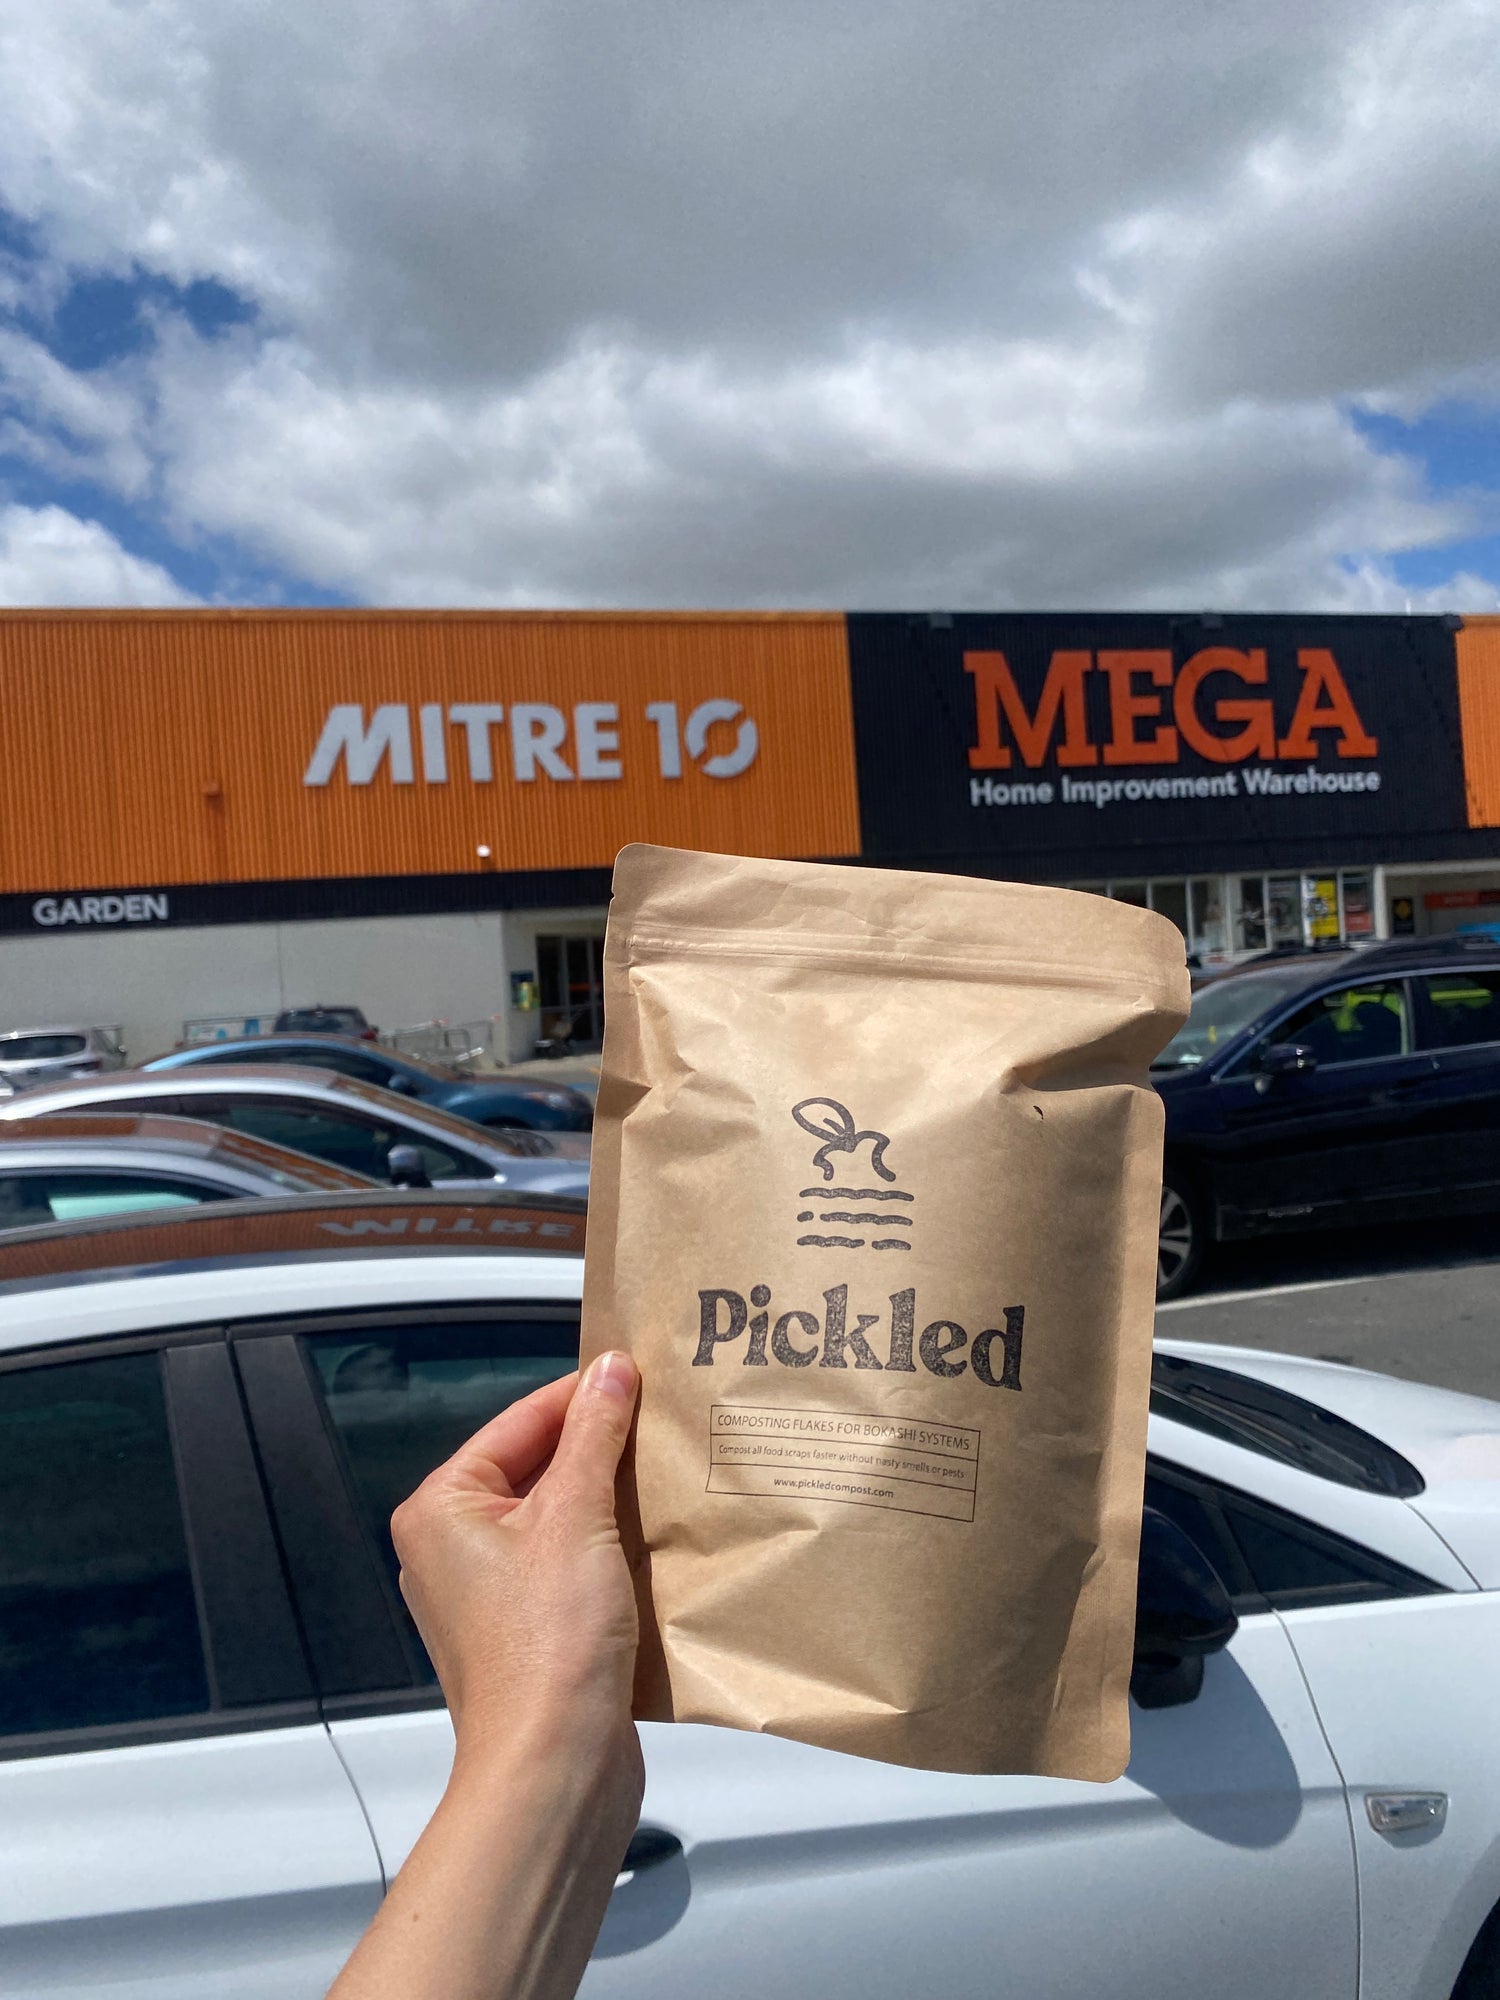 MITRE 10
MEGA
Home Improvement Warehouse
GARDEN
MITRE
Pickled
COMPOSTING FLAKES FOR BOKASHI SYSTEMS
Compost all food scraps faster without nasty smells or pests
www.pickledcompost.com